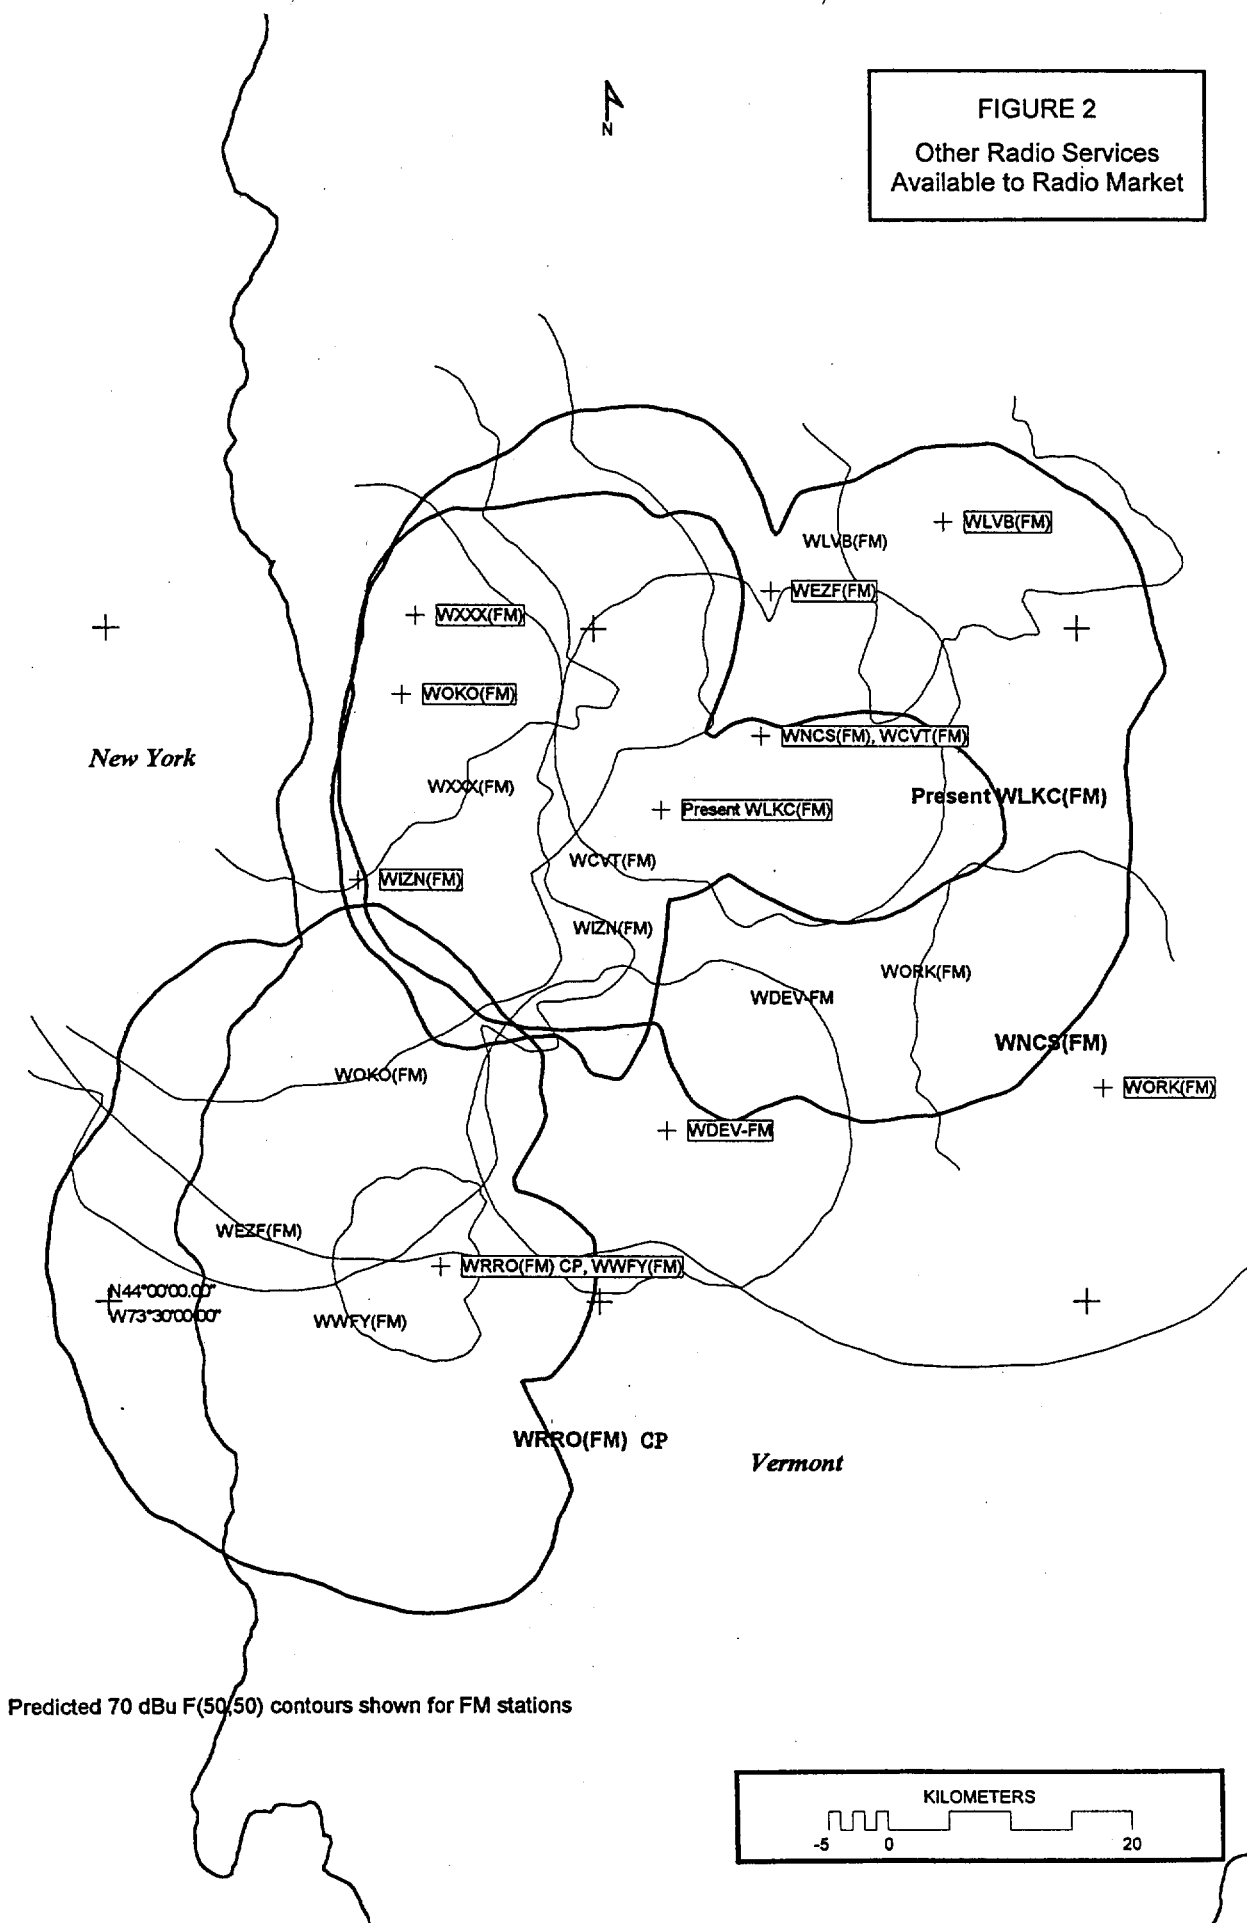 FIGURE 2
Other Radio Services
Available to Radio Market
N
WLVB(FM)
WLVB(FM)
WEZF(FM)
WXXX(FM)
WOKO(FM)
WNCS(FM), WCVT(FM)
New York
WXXX(FM)
Present WLKC(FM)
Present WLKC(FM)
WCVT(FM)
WIZN(FM)
WIZN(FM)
WORK(FM)
WDEV-FM
WNCS(FM)
WOKO(FM)
WORK(FM)
WDEV-FM
WEZF(FM)
WRRO(FM) CP, WWFY(FM)
N44°00'00.00"
W73°30'00.00"
WWFY(FM)
WRRO(FM) CP
Vermont
Predicted 70 dBu F(50,50) contours shown for FM stations
KILOMETERS
-5 0 20